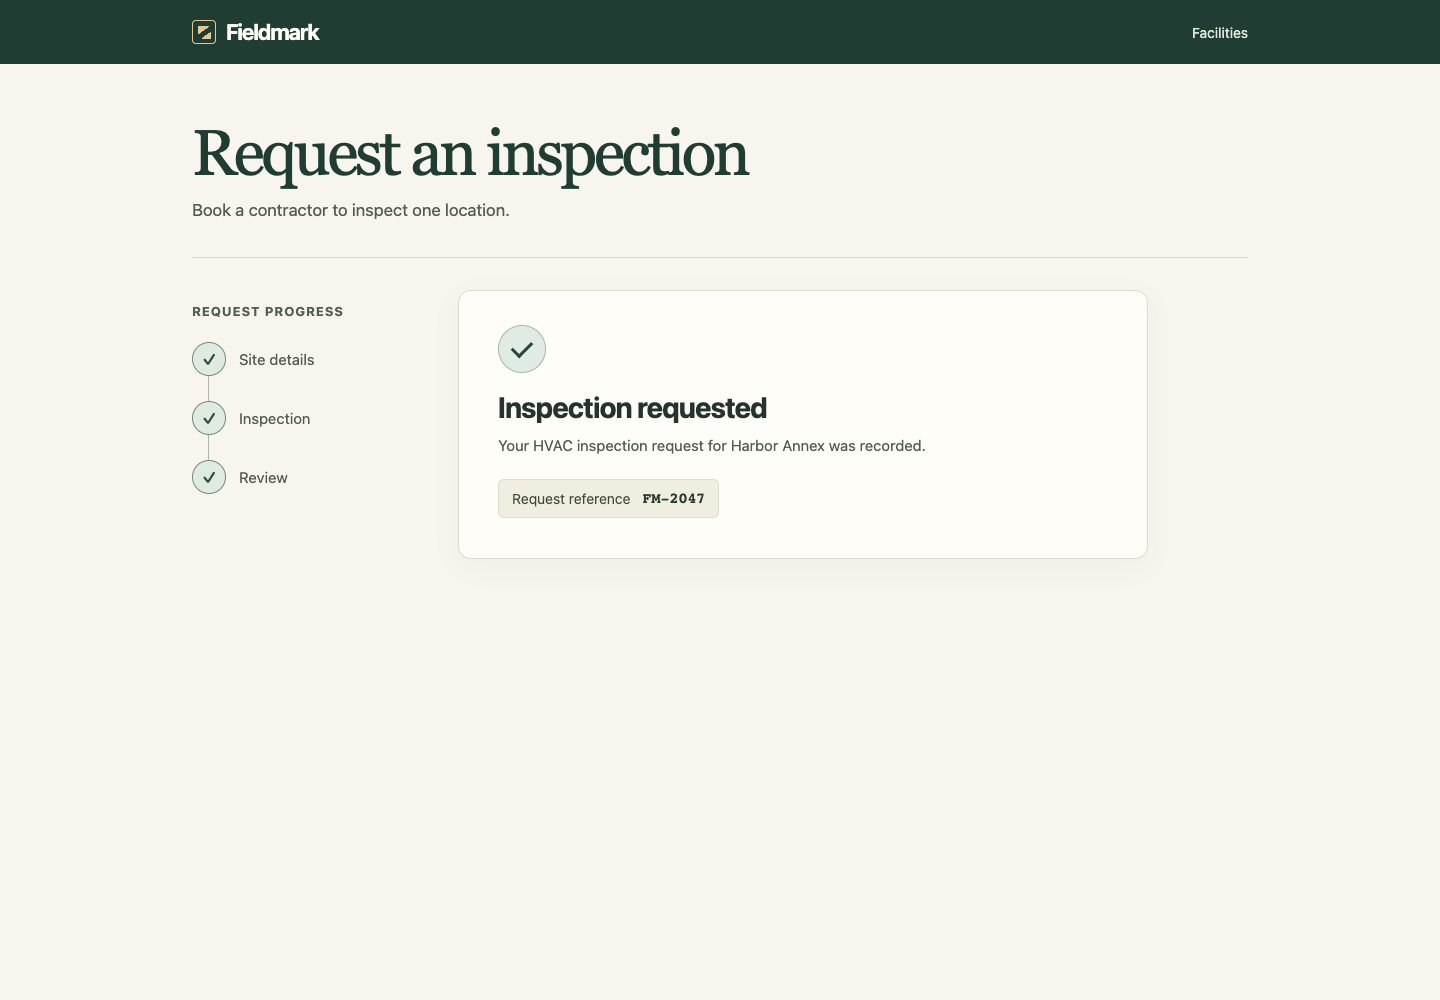 Fieldmark
Facilities
Request an inspection
Book a contractor to inspect one location.
REQUEST PROGRESS
Site details
Inspection
Review
Inspection requested
Your HVAC inspection request for Harbor Annex was recorded.
Request reference FM–2047